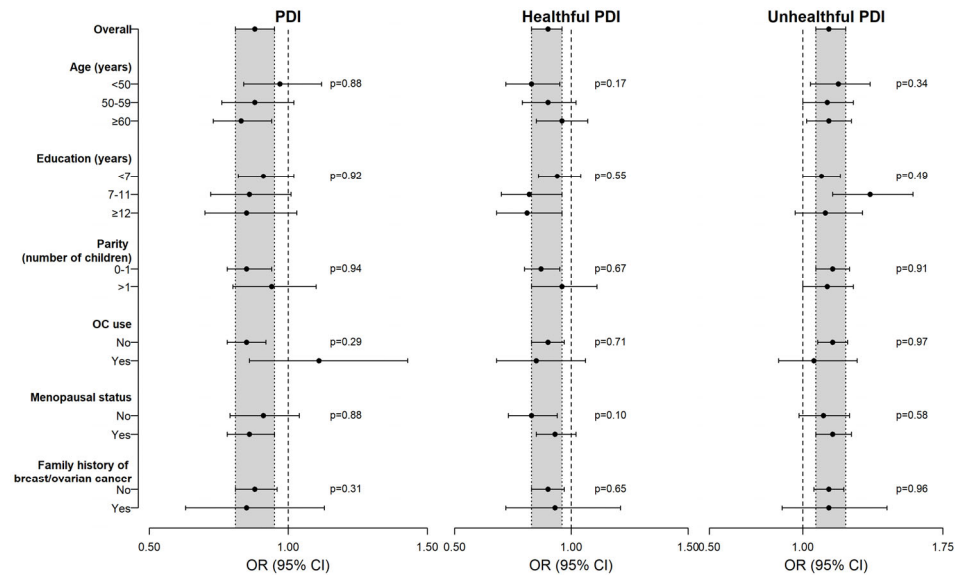 PDI Healthful PDI Unhealthful PDI
Overall
Age (years)
<50 p=0.88 p=0.17 p=0.34
50-59
≥60
Education (years)
<7 p=0.92 p=0.55 p=0.49
7-11
≥12
Parity
(number of children)
0-1 p=0.94 p=0.67 p=0.91
>1
OC use
No p=0.29 p=0.71 p=0.97
Yes
Menopausal status
No p=0.88 p=0.10 p=0.58
Yes
Family history of
breast/ovarian cancer
No p=0.31 p=0.65 p=0.96
Yes
0.50 1.00 1.50 0.50 1.00 1.50 0.50 1.00 1.75
OR (95% CI) OR (95% CI) OR (95% CI)